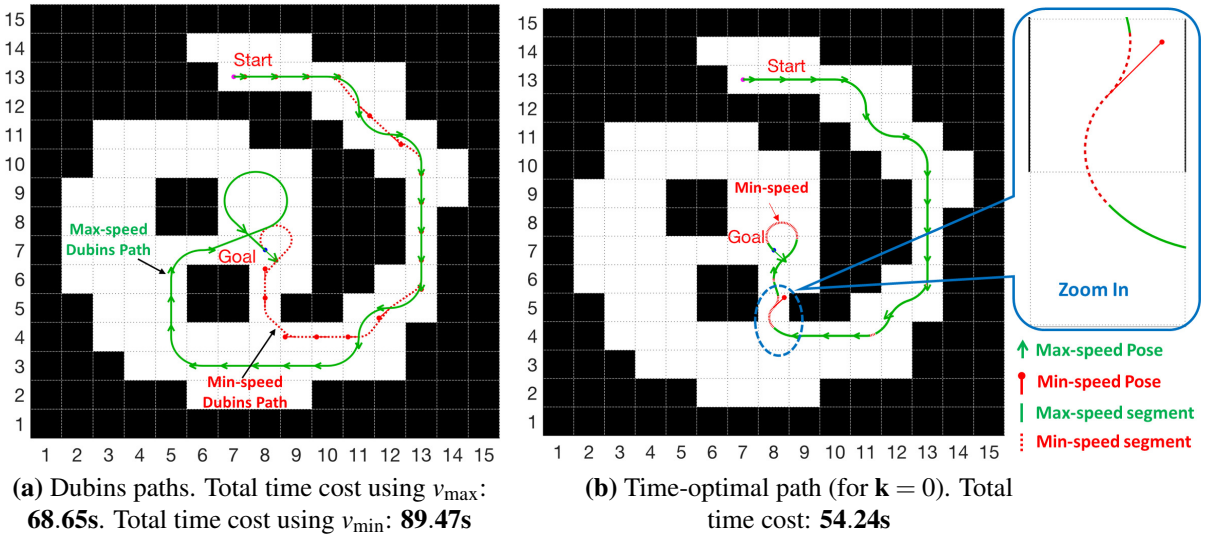 15
14
13
12
11
10
9
8
7
6
5
4
3
2
1
1 2 3 4 5 6 7 8 9 10 11 12 13 14 15
Start
Max-speed
Dubins Path
Goal
Min-speed
Dubins Path
(a) Dubins paths. Total time cost using vmax:
68.65s. Total time cost using vmin: 89.47s
15
14
13
12
11
10
9
8
7
6
5
4
3
2
1
1 2 3 4 5 6 7 8 9 10 11 12 13 14 15
Start
Min-speed
Goal
Zoom In
Max-speed Pose
Min-speed Pose
Max-speed segment
Min-speed segment
(b) Time-optimal path (for k = 0). Total
time cost: 54.24s